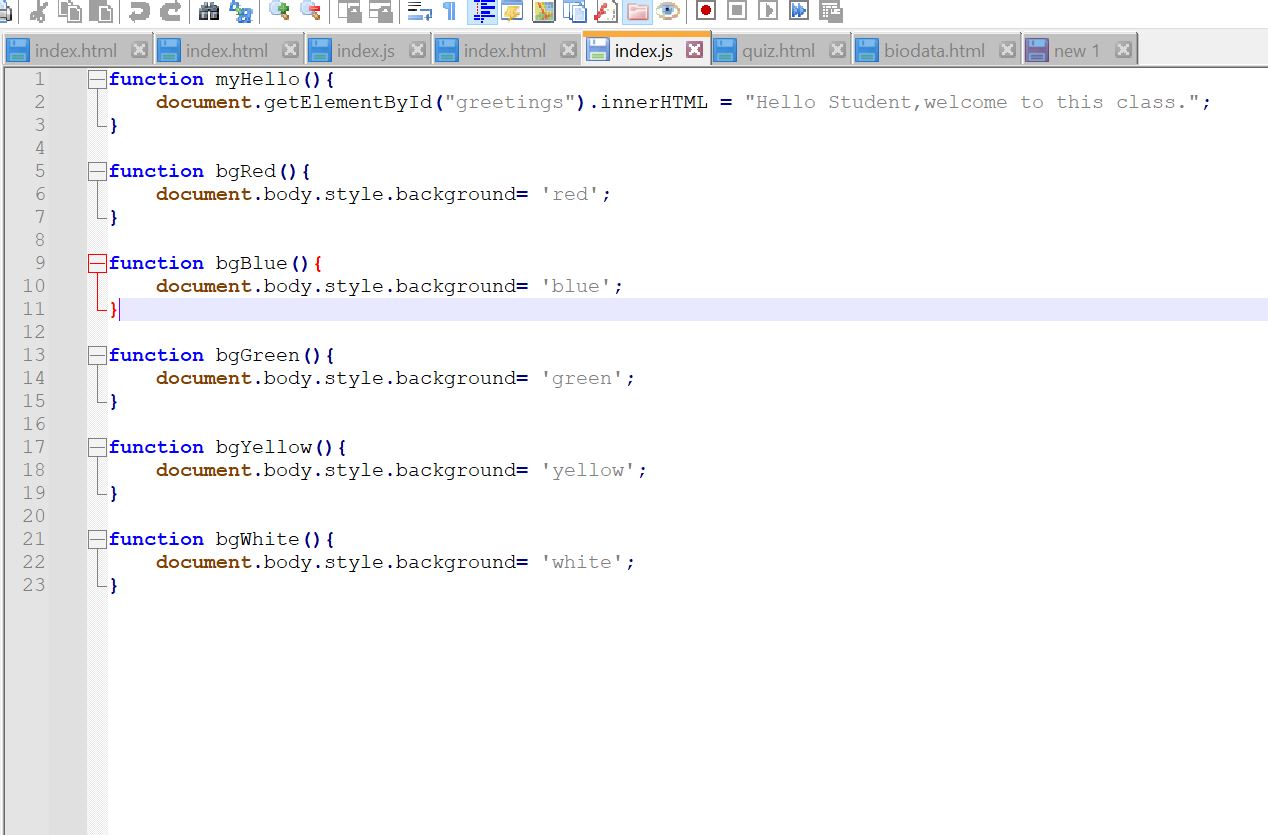 index.html index.html index.js index.html index.js quiz.html biodata.html new 1
1 function myHello(){
2 document.getElementById("greetings").innerHTML = "Hello Student,welcome to this class.";
3 }
4
5 function bgRed(){
6 document.body.style.background= 'red';
7 }
8
9 function bgBlue(){
10 document.body.style.background= 'blue';
11 }
12
13 function bgGreen(){
14 document.body.style.background= 'green';
15 }
16
17 function bgYellow(){
18 document.body.style.background= 'yellow';
19 }
20
21 function bgWhite(){
22 document.body.style.background= 'white';
23 }